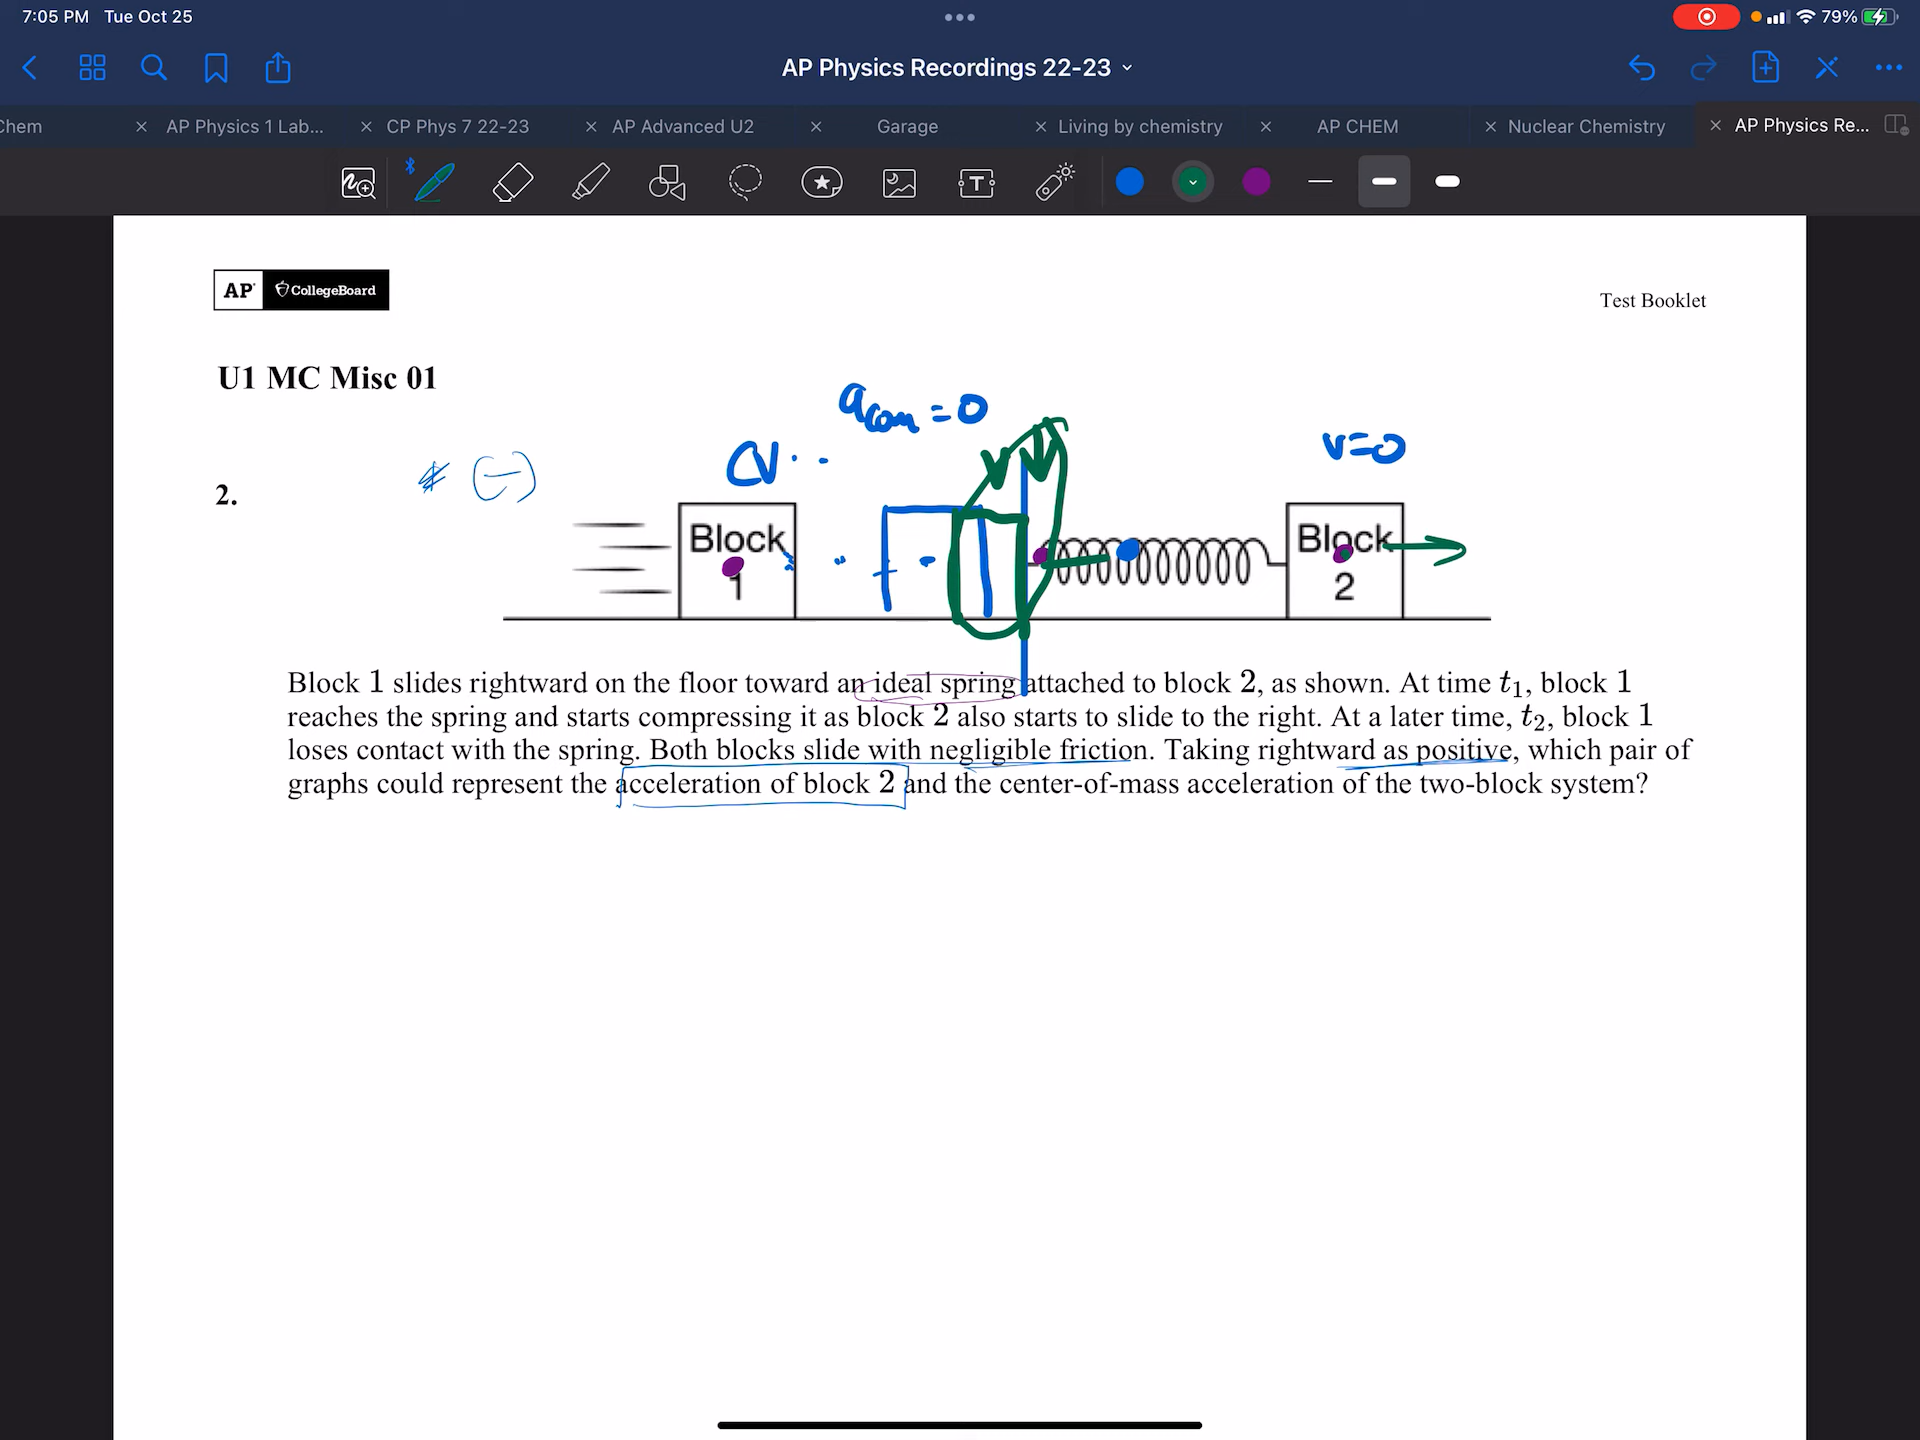 7:05 PM Tue Oct 25
79%
AP Physics Recordings 22-23
Chem
AP Physics 1 Lab...
CP Phys 7 22-23
AP Advanced U2
Garage
Living by chemistry
AP CHEM
Nuclear Chemistry
AP Physics Re...
T
AP CollegeBoard
Test Booklet
U1 MC Misc 01
a com = 0
CV
v=0
(-)
2.
Block 1
Block 2
Block 1 slides rightward on the floor toward an ideal spring attached to block 2, as shown. At time t₁, block 1
reaches the spring and starts compressing it as block 2 also starts to slide to the right. At a later time, t₂, block 1
loses contact with the spring. Both blocks slide with negligible friction. Taking rightward as positive, which pair of
graphs could represent the acceleration of block 2 and the center-of-mass acceleration of the two-block system?